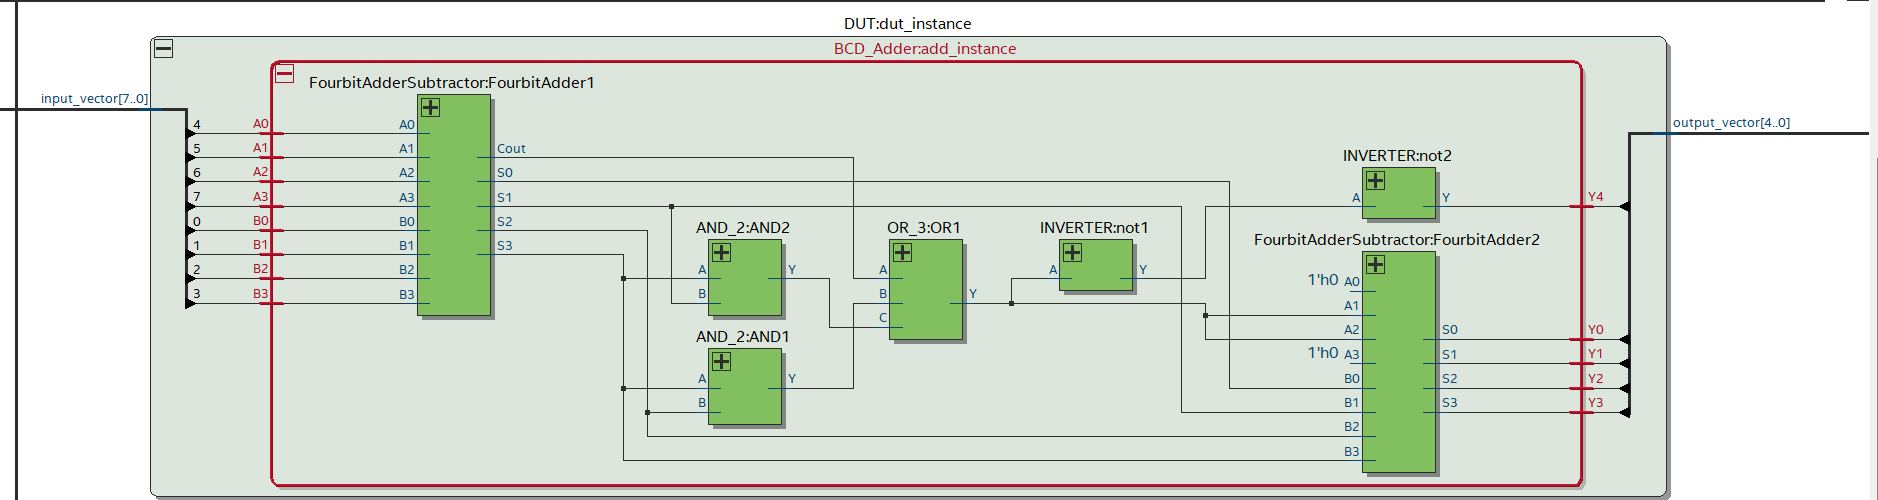 DUT:dut_instance
BCD_Adder:add_instance
FourbitAdderSubtractor:FourbitAdder1
input_vector[7..0]
output_vector[4..0]
4 A0 A0
5 A1 A1 Cout
6 A2 A2 S0
7 A3 A3 S1
0 B0 B0 S2
1 B1 B1 S3
2 B2 B2
3 B3 B3
AND_2:AND2
A Y
B
AND_2:AND1
A Y
B
OR_3:OR1
A
B Y
C
INVERTER:not1
A Y
INVERTER:not2
A Y Y4
FourbitAdderSubtractor:FourbitAdder2
1'h0 A0
A1
A2 S0 Y0
1'h0 A3 S1 Y1
B0 S2 Y2
B1 S3 Y3
B2
B3